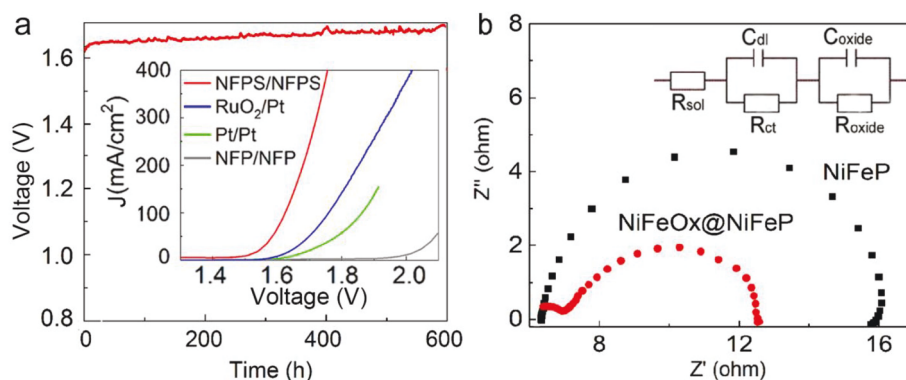 a
Voltage (V)
1.6
1.4
1.2
1.0
0.8
0
200
400
600
Time (h)
J(mA/cm²)
400
300
200
100
0
NFPS/NFPS
RuO₂/Pt
Pt/Pt
NFP/NFP
1.4
1.6
1.8
2.0
Voltage (V)
b
Z'' (ohm)
6
4
2
0
C_dl
C_oxide
R_sol
R_ct
R_oxide
NiFeP
NiFeOx@NiFeP
8
12
16
Z' (ohm)